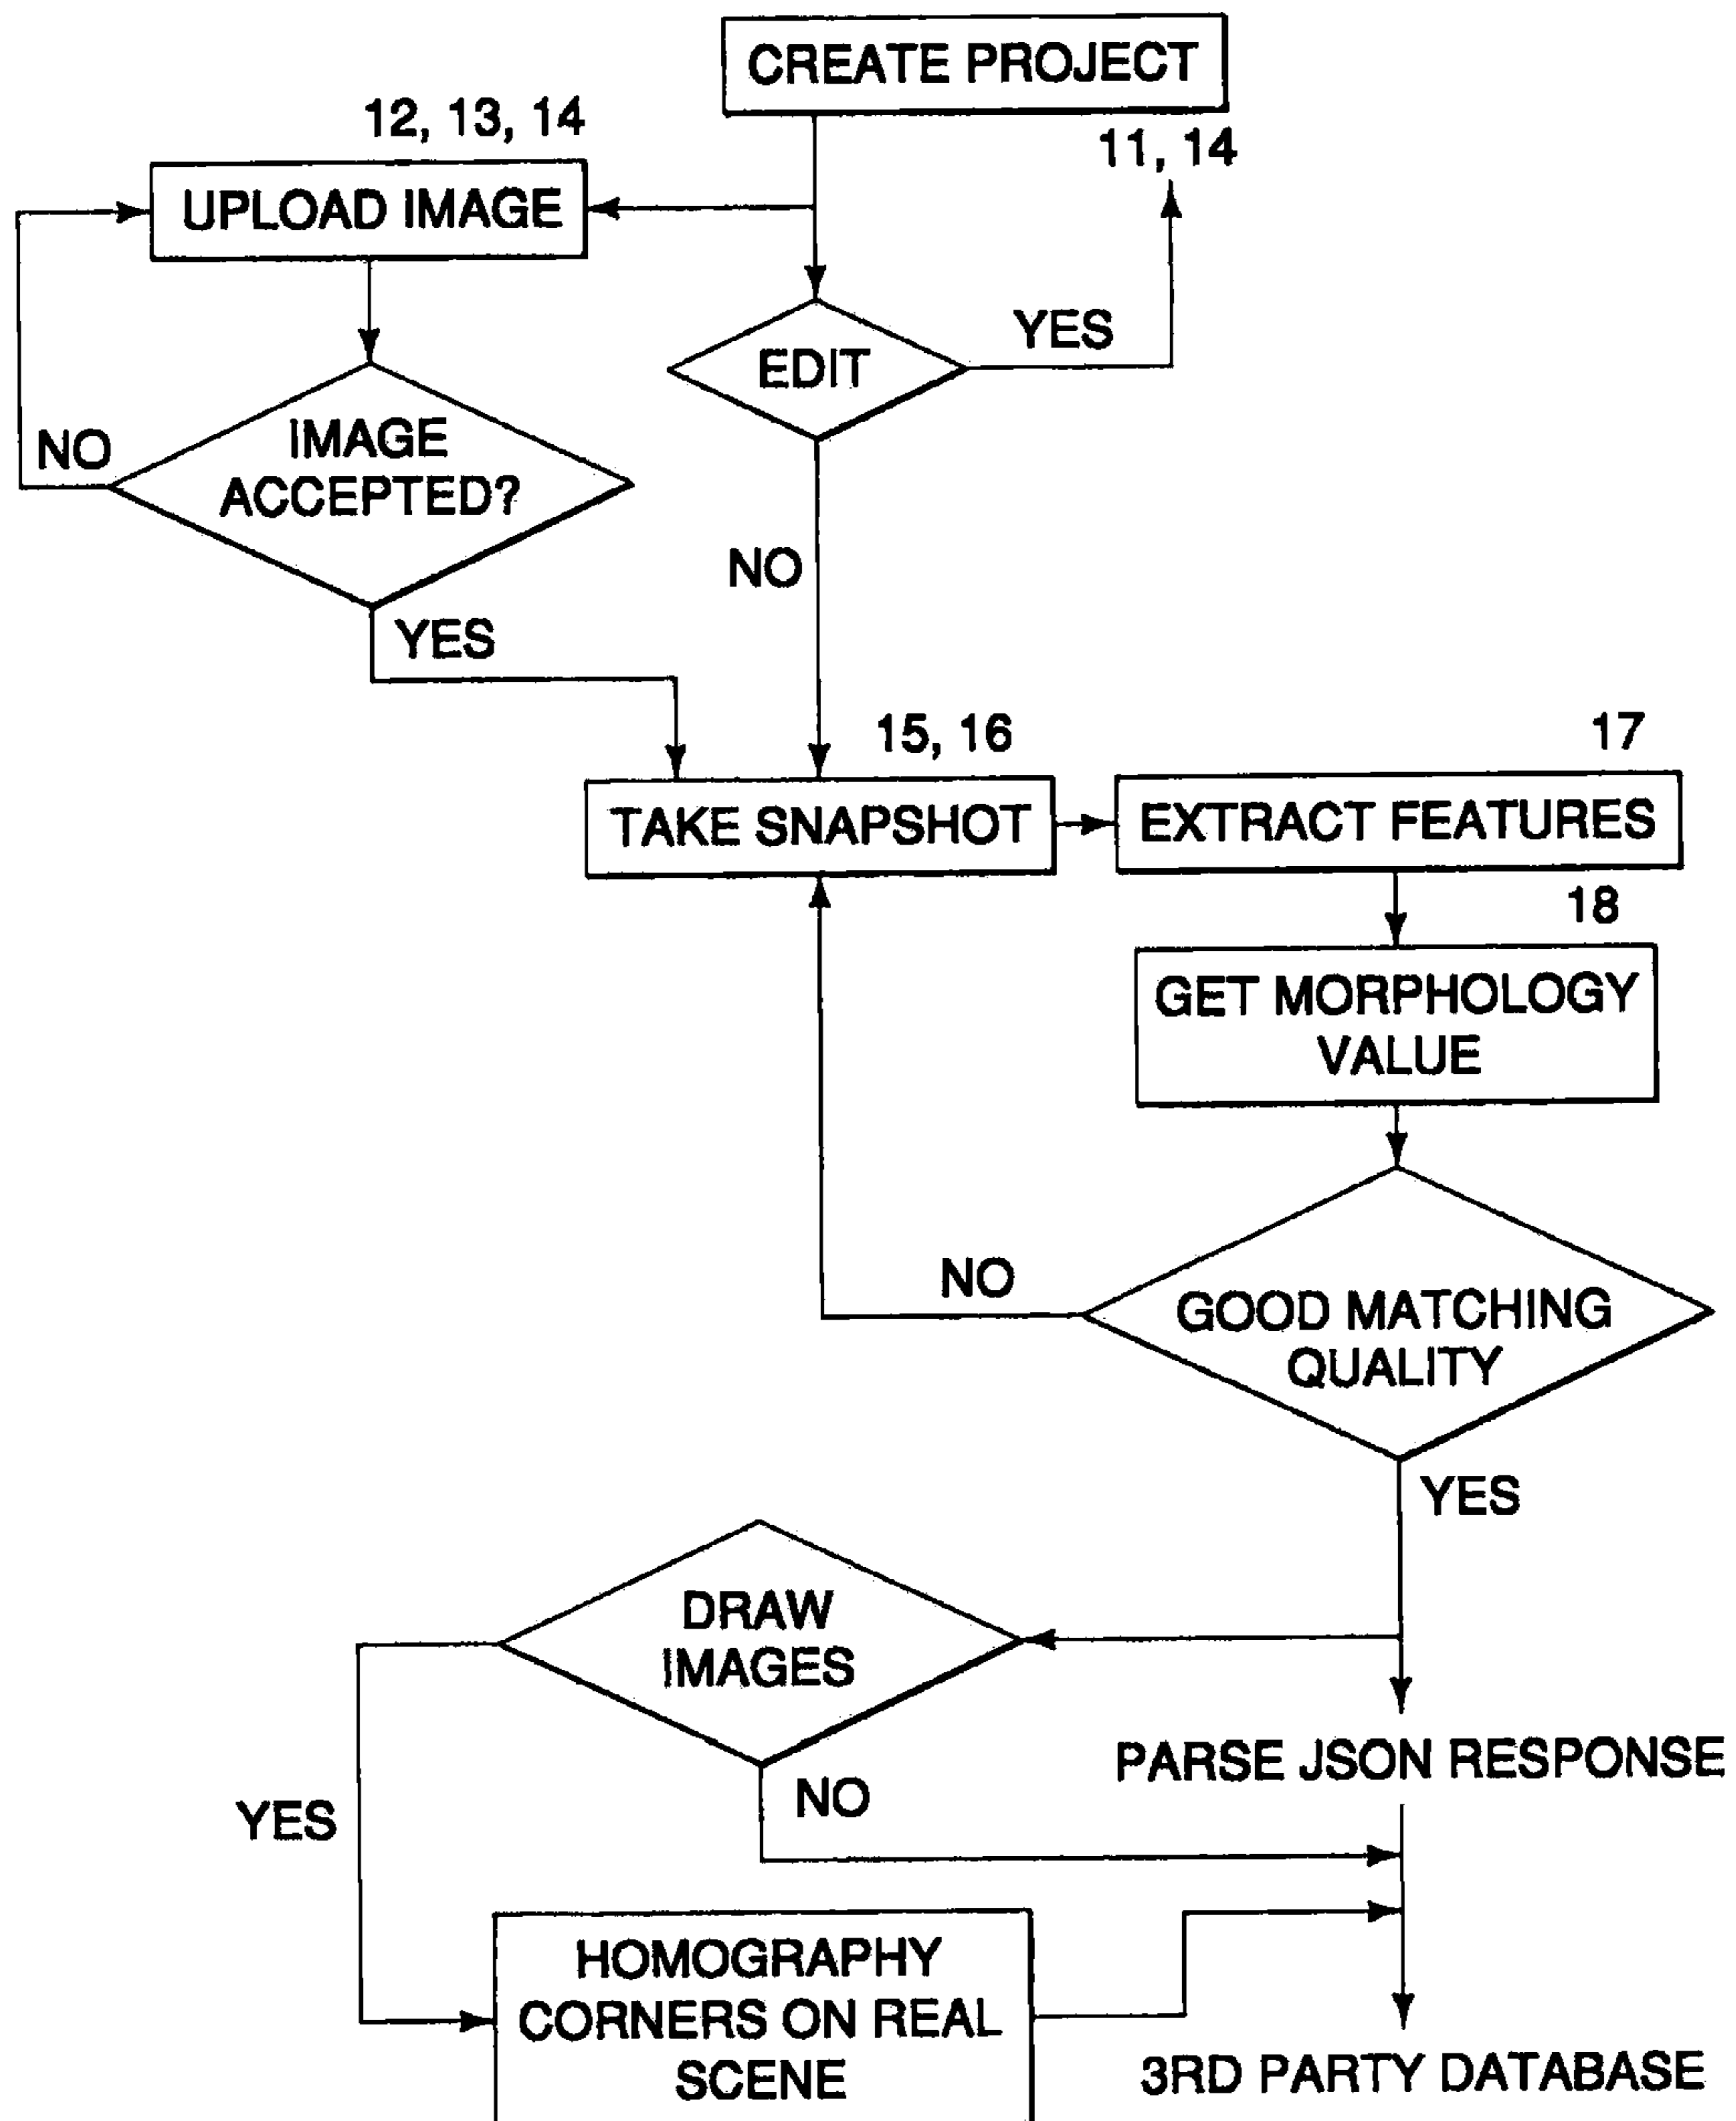 CREATE PROJECT
12, 13, 14
11, 14
UPLOAD IMAGE
YES
EDIT
IMAGE
ACCEPTED?
NO
NO
YES
15, 16
17
TAKE SNAPSHOT
EXTRACT FEATURES
18
GET MORPHOLOGY
VALUE
NO
GOOD MATCHING
QUALITY
YES
DRAW
IMAGES
PARSE JSON RESPONSE
NO
YES
HOMOGRAPHY
CORNERS ON REAL
SCENE
3RD PARTY DATABASE